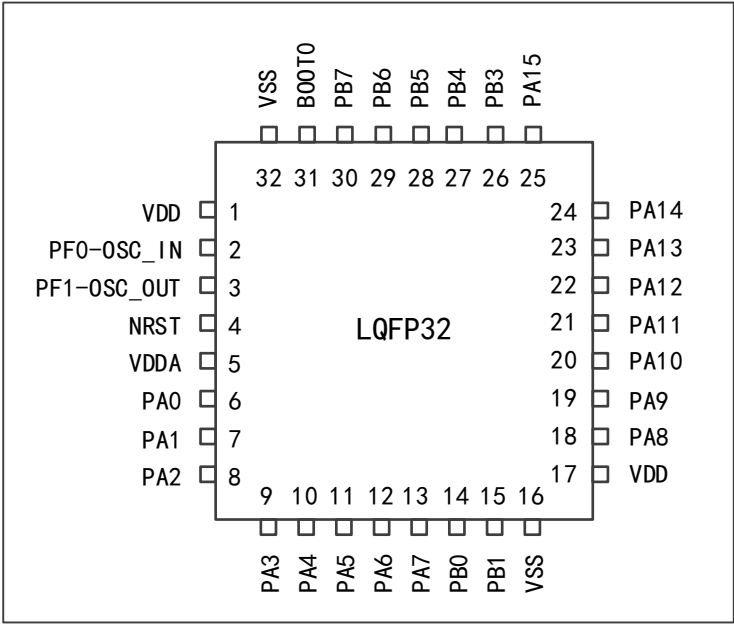 VSS BOOT0 PB7 PB6 PB5 PB4 PB3 PA15
32 31 30 29 28 27 26 25
VDD 1 24 PA14
PF0-OSC_IN 2 23 PA13
PF1-OSC_OUT 3 22 PA12
NRST 4 LQFP32 21 PA11
VDDA 5 20 PA10
PA0 6 19 PA9
PA1 7 18 PA8
PA2 8 17 VDD
9 10 11 12 13 14 15 16
PA3 PA4 PA5 PA6 PA7 PB0 PB1 VSS